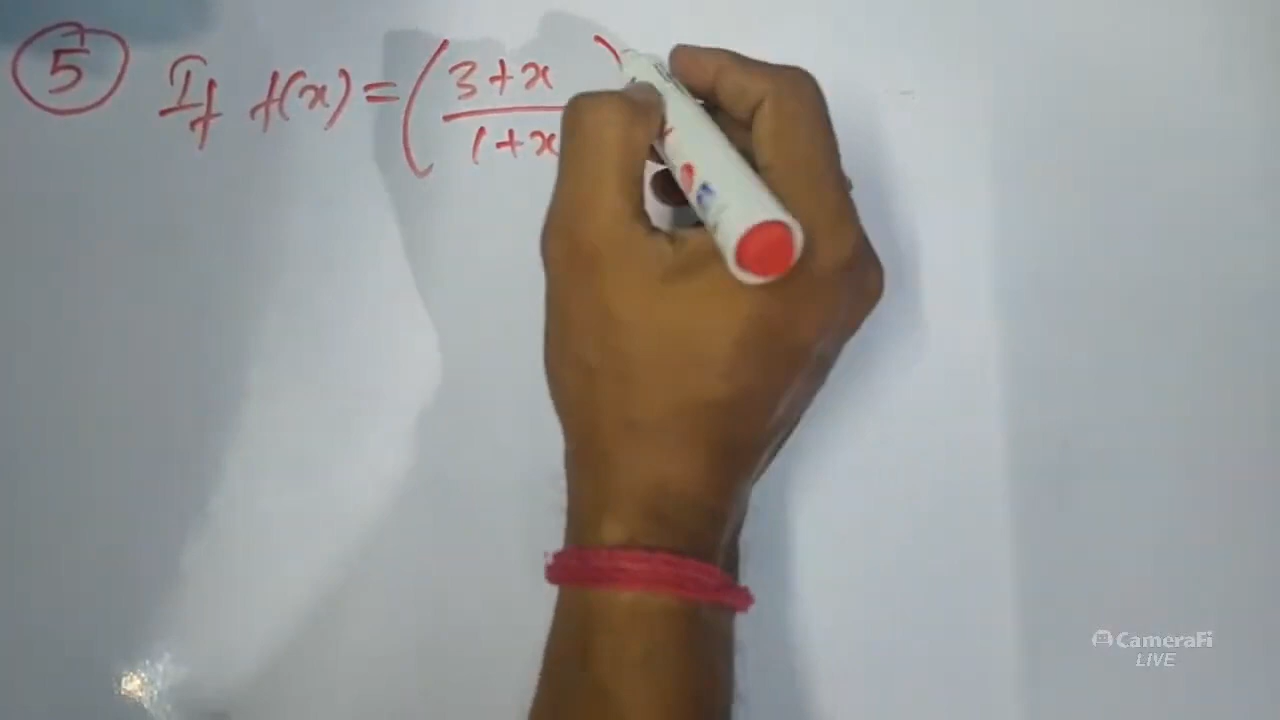 ⑤ If f(x) = ( 3+x / 1+x )
CameraFi
LIVE